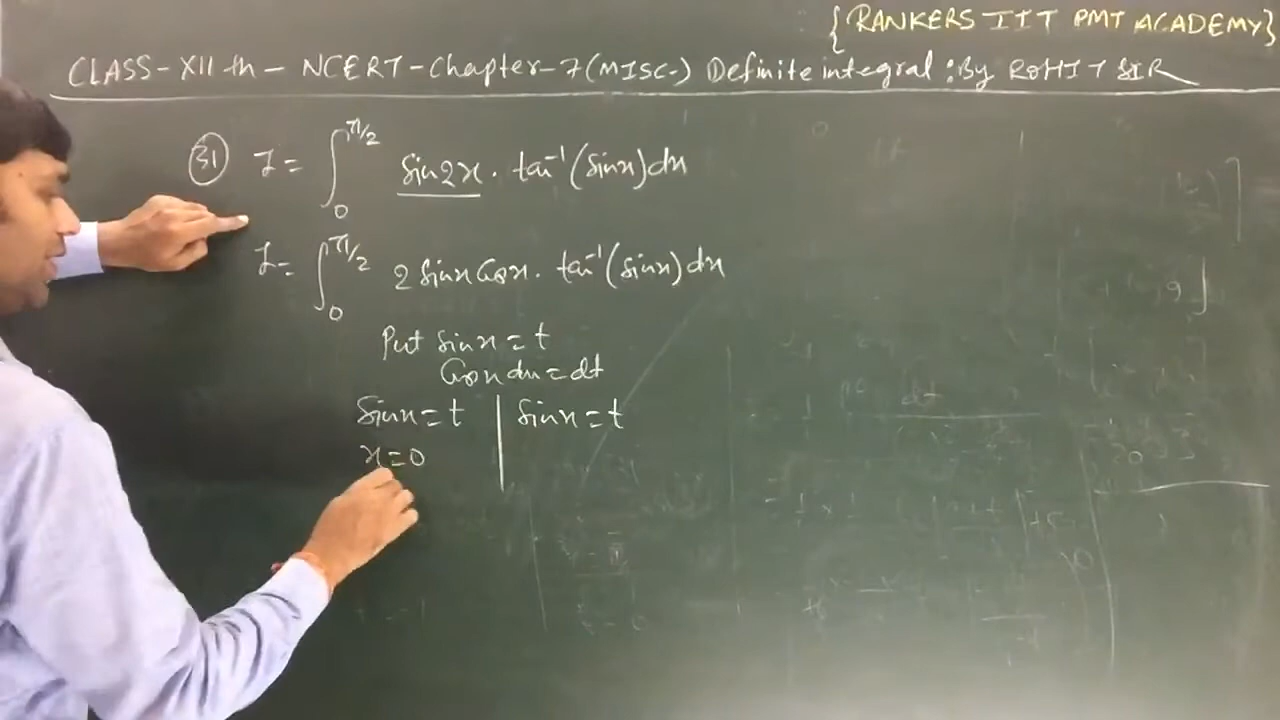 {RANKERS IIT PMT ACADEMY}
CLASS-XII th - NCERT-Chapter-7(MISC.) Definite integral : By ROHIT SIR
(31) I = ∫₀^(π/2) sin2x · tan⁻¹(sinx)dx
I = ∫₀^(π/2) 2 sinx cosx · tan⁻¹(sinx)dx
Put sinx = t
cosx dx = dt
sinx = t | sinx = t
x = 0